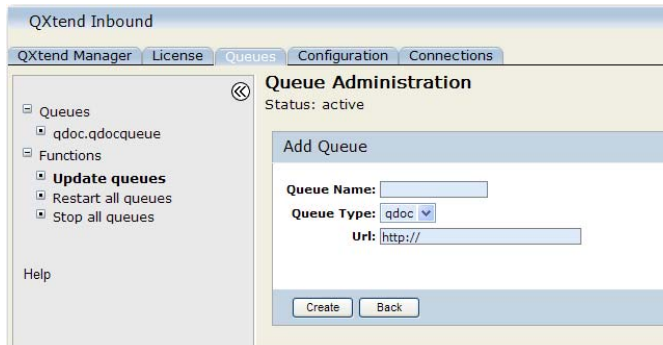 QXtend Inbound
QXtend Manager License Queues Configuration Connections
Queues
qdoc.qdocqueue
Functions
Update queues
Restart all queues
Stop all queues
Help
Queue Administration
Status: active
Add Queue
Queue Name:
Queue Type: qdoc
Url: http://
Create Back